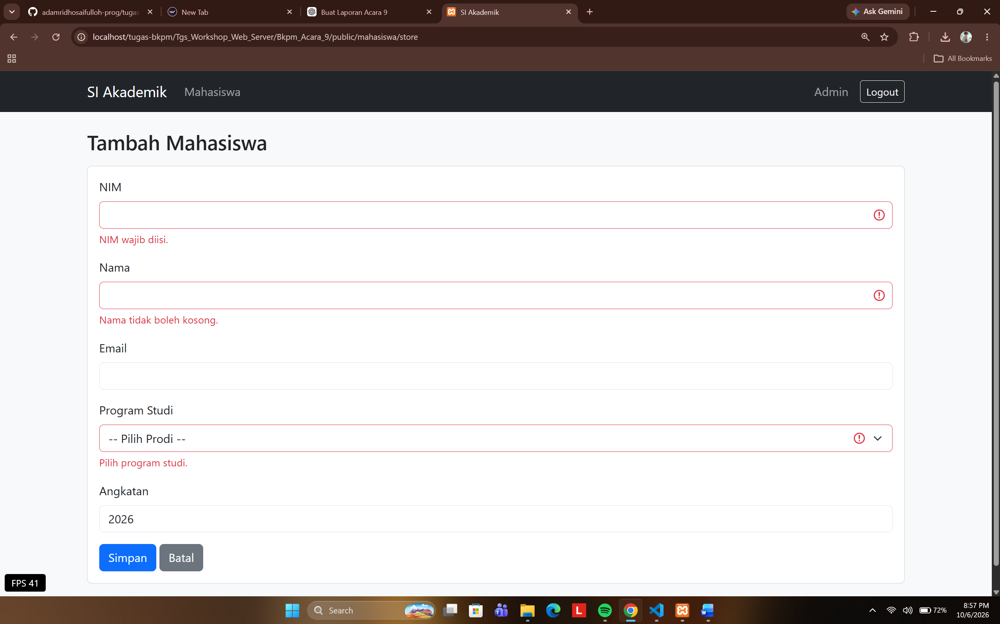 adamridhosaifulloh-prog/tugas
New Tab
Buat Laporan Acara 9
SI Akademik
Ask Gemini
localhost/tugas-bkpm/Tgs_Workshop_Web_Server/Bkpm_Acara_9/public/mahasiswa/store
All Bookmarks
SI Akademik Mahasiswa Admin Logout
Tambah Mahasiswa
NIM
NIM wajib diisi.
Nama
Nama tidak boleh kosong.
Email
Program Studi
-- Pilih Prodi --
Pilih program studi.
Angkatan
2026
Simpan Batal
FPS 41
Search
72%
8:57 PM
10/6/2026